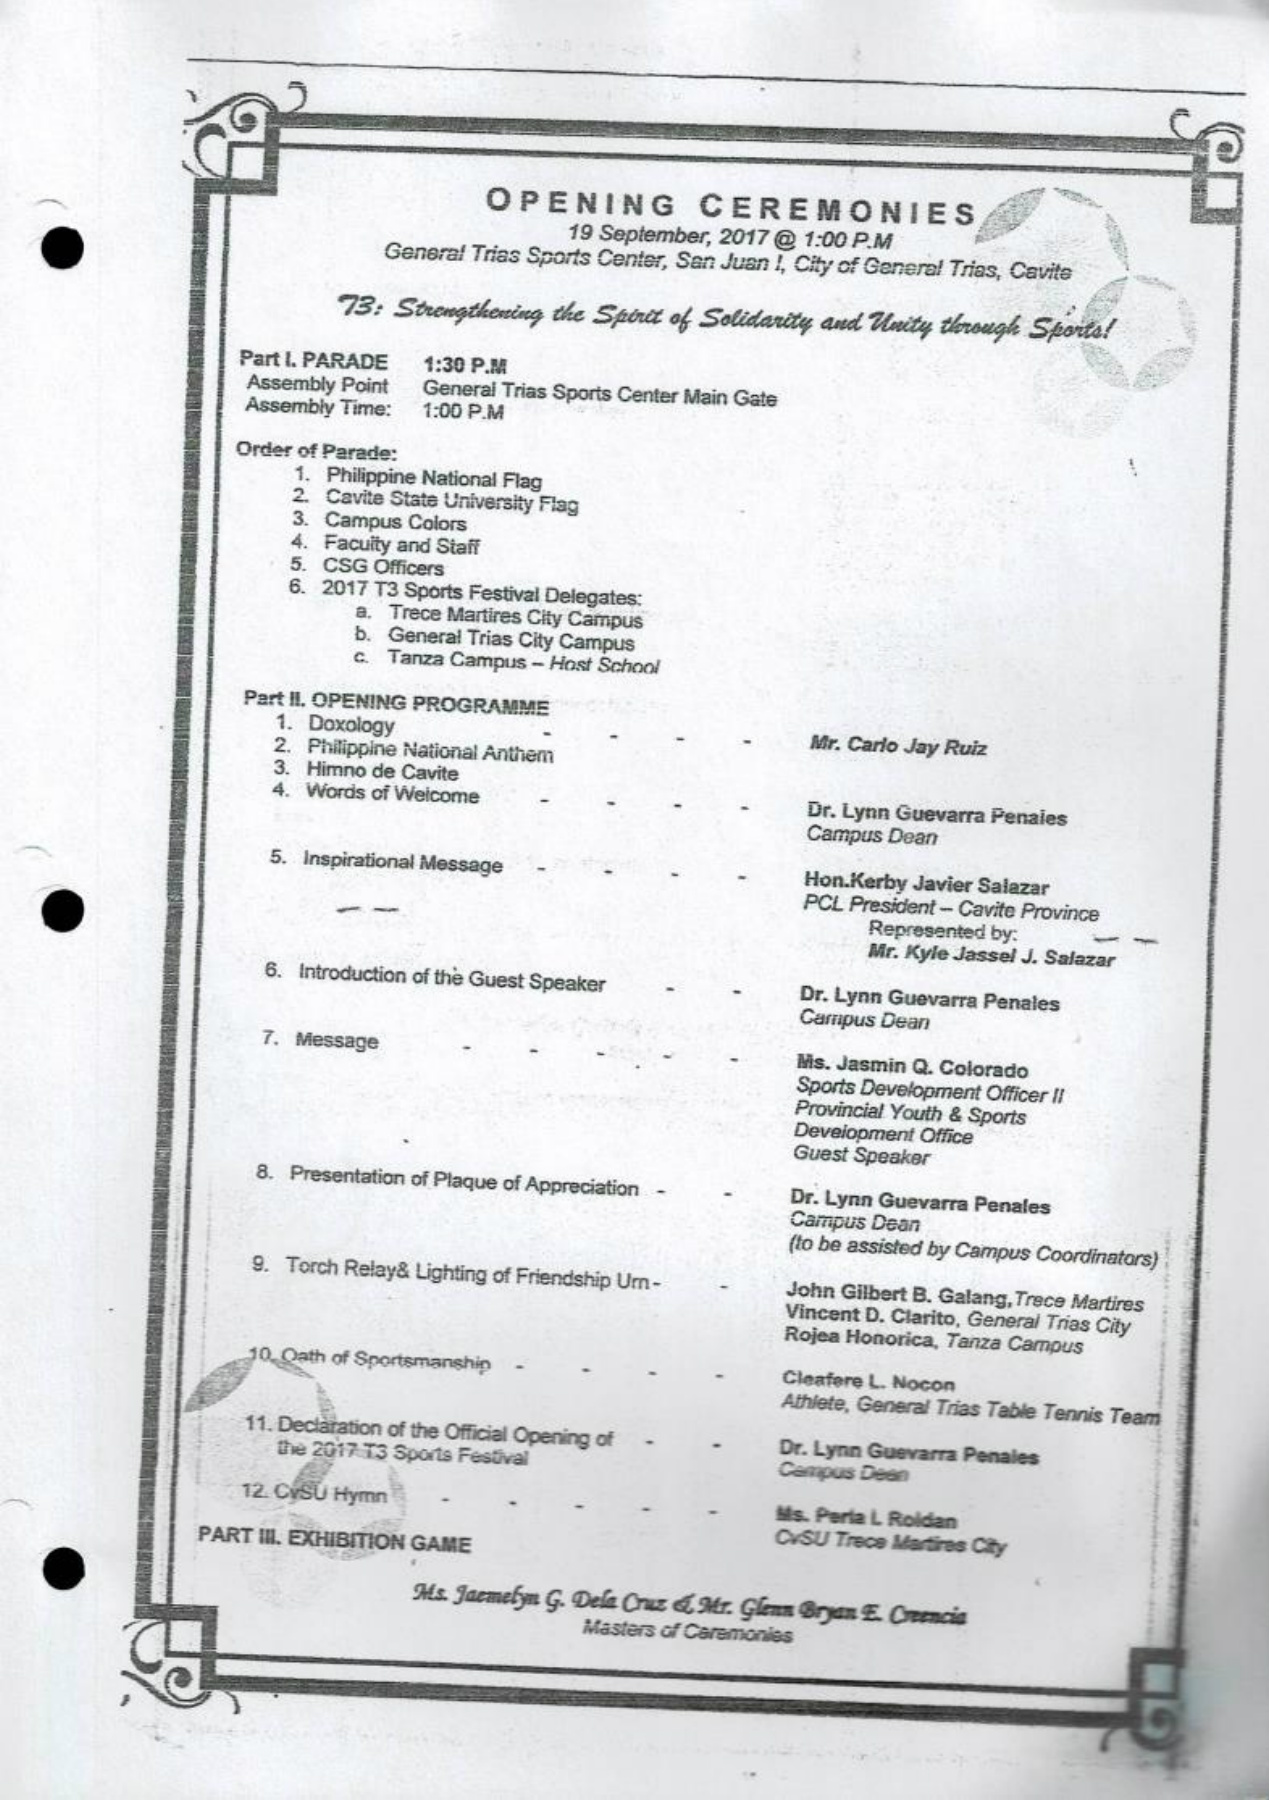 OPENING CEREMONIES
19 September, 2017 @ 1:00 P.M
General Trias Sports Center, San Juan I, City of General Trias, Cavite
T3: Strengthening the Spirit of Solidarity and Unity through Sports!
Part I. PARADE 1:30 P.M
Assembly Point General Trias Sports Center Main Gate
Assembly Time: 1:00 P.M
Order of Parade:
1. Philippine National Flag
2. Cavite State University Flag
3. Campus Colors
4. Faculty and Staff
5. CSG Officers
6. 2017 T3 Sports Festival Delegates:
a. Trece Martires City Campus
b. General Trias City Campus
c. Tanza Campus – Host School
Part II. OPENING PROGRAMME
1. Doxology - - - - Mr. Carlo Jay Ruiz
2. Philippine National Anthem
3. Himno de Cavite
4. Words of Welcome - - - - Dr. Lynn Guevarra Penales
Campus Dean
5. Inspirational Message - - - - Hon.Kerby Javier Salazar
PCL President – Cavite Province
Represented by:
Mr. Kyle Jassel J. Salazar
6. Introduction of the Guest Speaker - - Dr. Lynn Guevarra Penales
Campus Dean
7. Message - - - - - Ms. Jasmin Q. Colorado
Sports Development Officer II
Provincial Youth & Sports
Development Office
Guest Speaker
8. Presentation of Plaque of Appreciation - - Dr. Lynn Guevarra Penales
Campus Dean
(to be assisted by Campus Coordinators)
9. Torch Relay& Lighting of Friendship Urn - - John Gilbert B. Galang, Trece Martires
Vincent D. Clarito, General Trias City
Rojea Honorica, Tanza Campus
10. Oath of Sportsmanship - - - - Cleafere L. Nocon
Athlete, General Trias Table Tennis Team
11. Declaration of the Official Opening of - - Dr. Lynn Guevarra Penales
the 2017 T3 Sports Festival Campus Dean
12. CvSU Hymn - - - - - Ms. Perla L Roldan
CvSU Trece Martires City
PART III. EXHIBITION GAME
Ms. Jaemelyn G. Dela Cruz & Mr. Glenn Bryan E. Creencia
Masters of Ceremonies